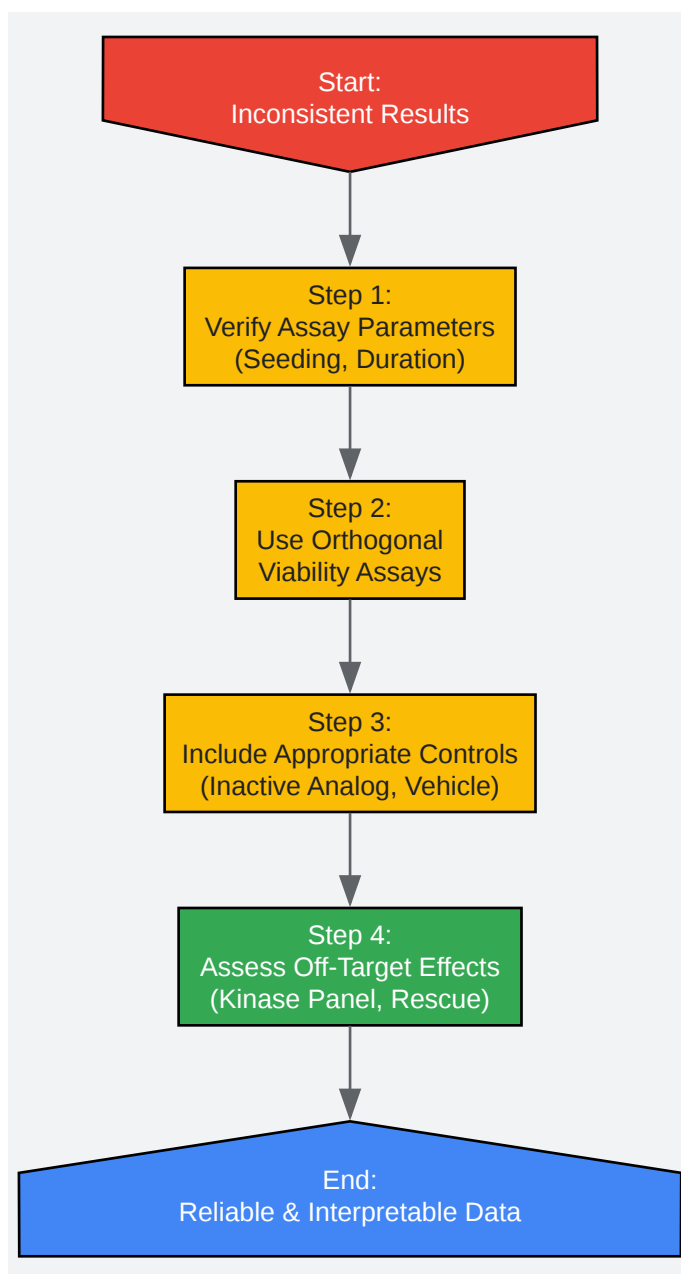 Start:
Inconsistent Results
Step 1:
Verify Assay Parameters
(Seeding, Duration)
Step 2:
Use Orthogonal
Viability Assays
Step 3:
Include Appropriate Controls
(Inactive Analog, Vehicle)
Step 4:
Assess Off-Target Effects
(Kinase Panel, Rescue)
End:
Reliable & Interpretable Data